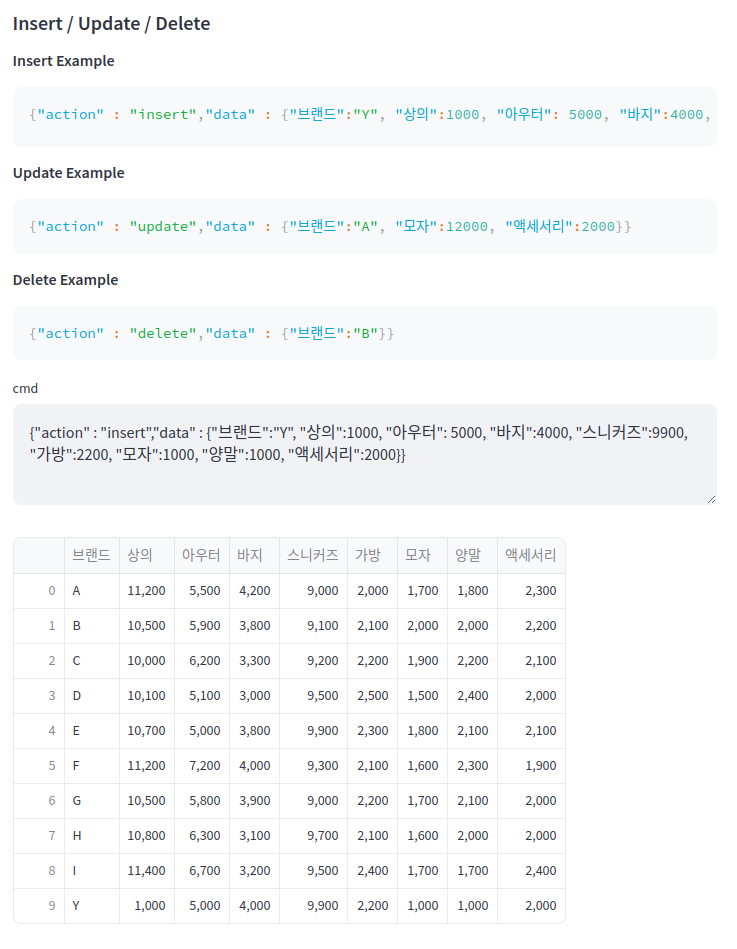 Insert / Update / Delete
Insert Example
{"action" : "insert","data" : {"브랜드":"Y", "상의":1000, "아우터": 5000, "바지":4000,
Update Example
{"action" : "update","data" : {"브랜드":"A", "모자":12000, "액세서리":2000}}
Delete Example
{"action" : "delete","data" : {"브랜드":"B"}}
cmd
{"action" : "insert","data" : {"브랜드":"Y", "상의":1000, "아우터": 5000, "바지":4000, "스니커즈":9900,
"가방":2200, "모자":1000, "양말":1000, "액세서리":2000}}
브랜드 상의 아우터 바지 스니커즈 가방 모자 양말 액세서리
0 A 11,200 5,500 4,200 9,000 2,000 1,700 1,800 2,300
1 B 10,500 5,900 3,800 9,100 2,100 2,000 2,000 2,200
2 C 10,000 6,200 3,300 9,200 2,200 1,900 2,200 2,100
3 D 10,100 5,100 3,000 9,500 2,500 1,500 2,400 2,000
4 E 10,700 5,000 3,800 9,900 2,300 1,800 2,100 2,100
5 F 11,200 7,200 4,000 9,300 2,100 1,600 2,300 1,900
6 G 10,500 5,800 3,900 9,000 2,200 1,700 2,100 2,000
7 H 10,800 6,300 3,100 9,700 2,100 1,600 2,000 2,000
8 I 11,400 6,700 3,200 9,500 2,400 1,700 1,700 2,400
9 Y 1,000 5,000 4,000 9,900 2,200 1,000 1,000 2,000